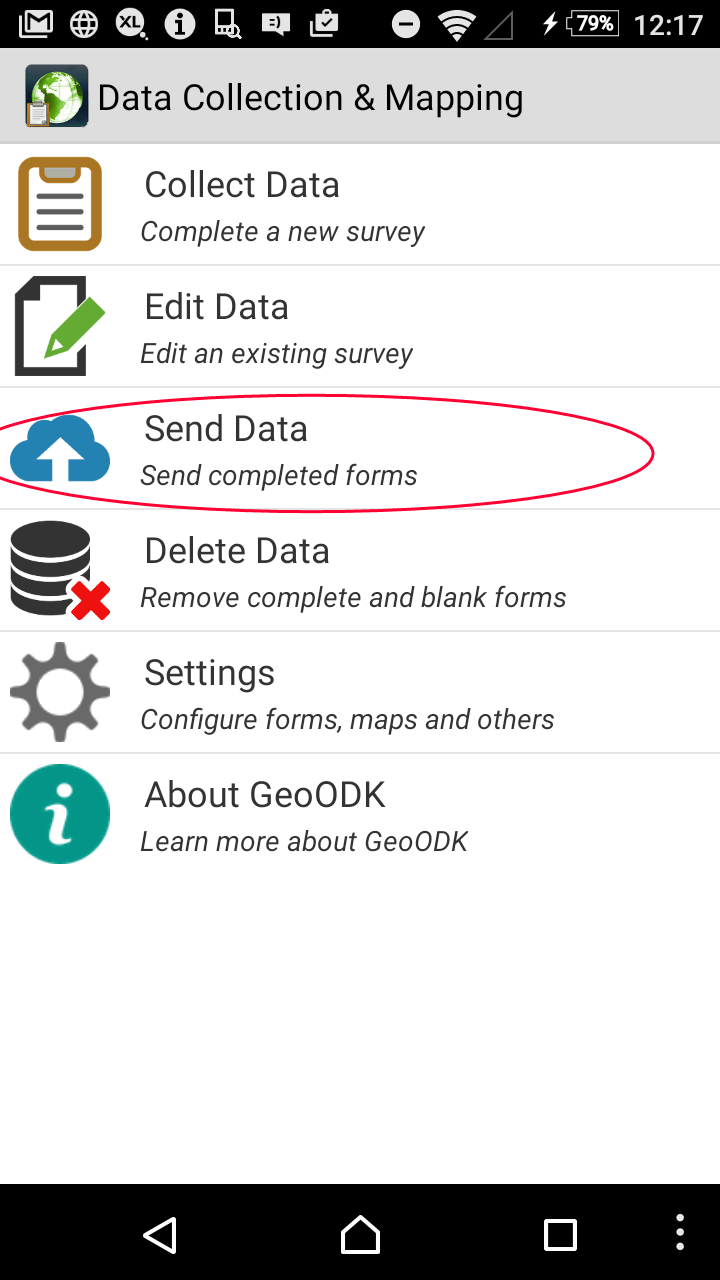 XL
79%
12:17
Data Collection & Mapping
Collect Data
Complete a new survey
Edit Data
Edit an existing survey
Send Data
Send completed forms
Delete Data
Remove complete and blank forms
Settings
Configure forms, maps and others
About GeoODK
Learn more about GeoODK